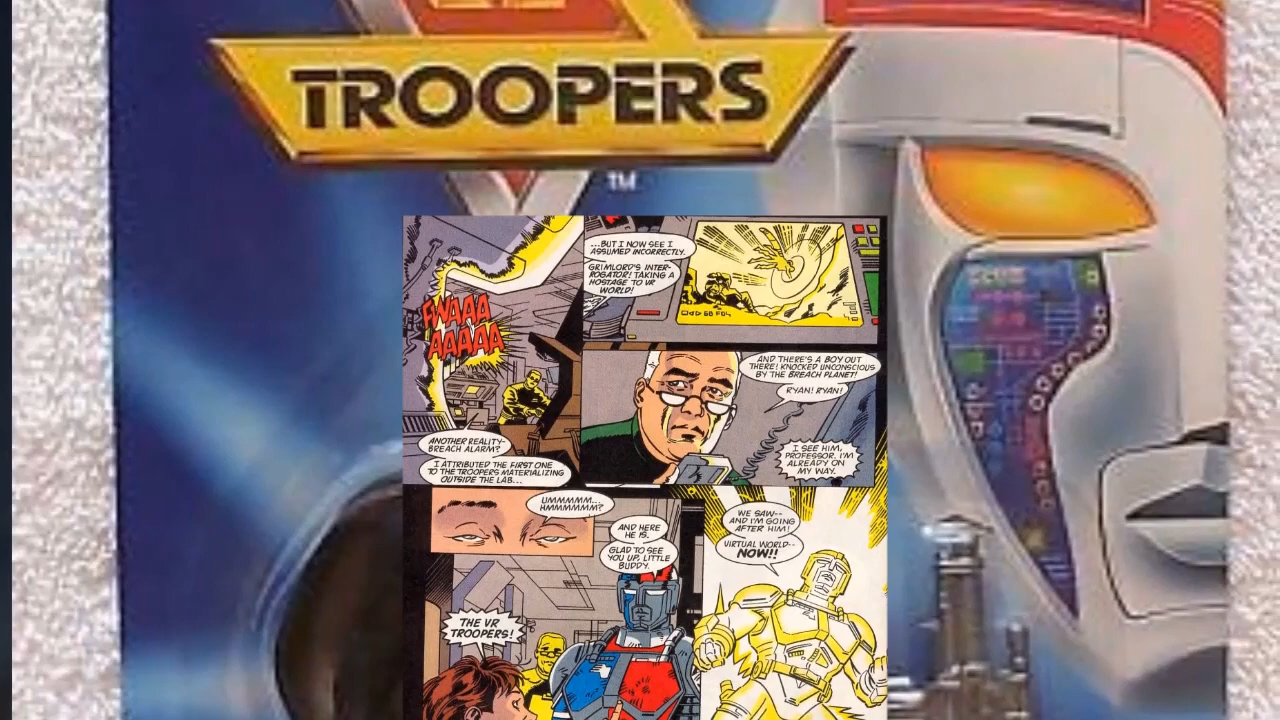 TROOPERS
TM
...BUT I NOW SEE I
ASSUMED INCORRECTLY.
GRIMLORD'S INTER-
ROGATOR! TAKING A
HOSTAGE TO VR
WORLD!
FWAAA
AAAAA
ANOTHER REALITY-
BREACH ALARM?
I ATTRIBUTED THE FIRST ONE
TO THE TROOPERS MATERIALIZING
OUTSIDE THE LAB...
AND THERE'S A BOY OUT
THERE! KNOCKED UNCONSCIOUS
BY THE BREACH PLANET!
RYAN! RYAN!
I SEE HIM,
PROFESSOR. I'M
ALREADY ON
MY WAY.
UMMMMM...
HMMMMMM?
AND HERE
HE IS.
GLAD TO SEE
YOU UP, LITTLE
BUDDY.
THE VR
TROOPERS!
WE SAW--
AND I'M GOING
AFTER HIM!
VIRTUAL WORLD--
NOW!!